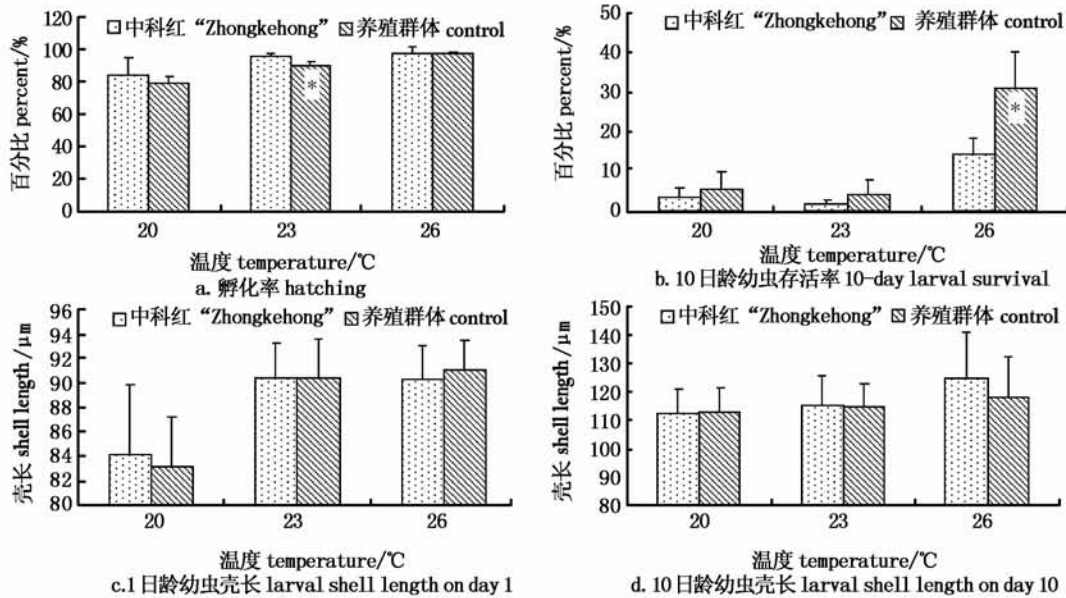 中科红 “Zhongkehong” 养殖群体 control
百分比 percent/%
100
80
60
40
20
0
*
20 23 26
温度 temperature/℃
a. 孵化率 hatching
中科红 “Zhongkehong” 养殖群体 control
百分比 percent/%
50
40
30
20
10
0
*
20 23 26
温度 temperature/℃
b. 10日龄幼虫存活率 10-day larval survival
中科红 “Zhongkehong” 养殖群体 control
壳长 shell length/μm
96
94
92
90
88
86
84
82
80
20 23 26
温度 temperature/℃
c.1日龄幼虫壳长 larval shell length on day 1
中科红 “Zhongkehong” 养殖群体 control
壳长 shell length/μm
150
140
130
120
110
100
90
80
20 23 26
温度 temperature/℃
d. 10日龄幼虫壳长 larval shell length on day 10